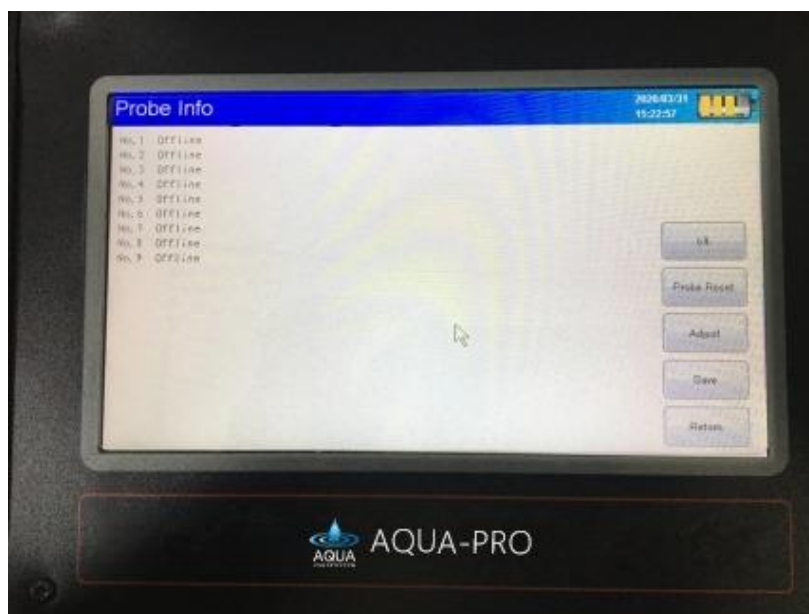 Probe Info
2020/03/31
15:22:57
No.1 Offline
No.2 Offline
No.3 Offline
No.4 Offline
No.5 Offline
No.6 Offline
No.7 Offline
No.8 Offline
No.9 Offline
Probe Reset
Adjust
Save
Return
AQUA
AQUA-PRO